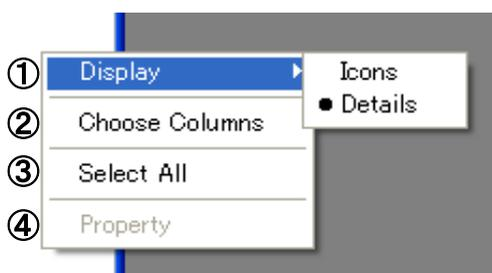 ① Display
Icons
● Details
② Choose Columns
③ Select All
④ Property